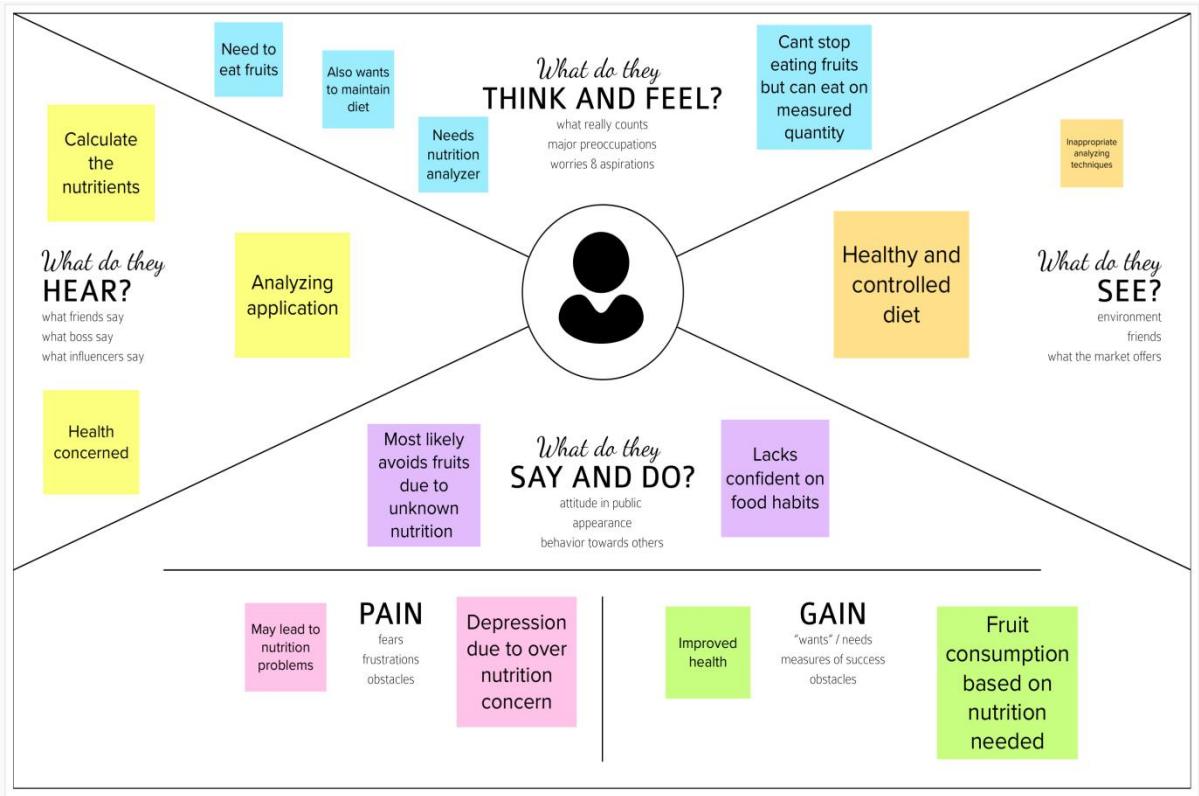 Need to
eat fruits
Also wants
to maintain
diet
Needs
nutrition
analyzer
What do they
THINK AND FEEL?
what really counts
major preoccupations
worries & aspirations
Cant stop
eating fruits
but can eat on
measured
quantity
Calculate
the
nutritients
Analyzing
application
What do they
HEAR?
what friends say
what boss say
what influencers say
Health
concerned
Inappropriate
analyzing
techniques
Healthy and
controlled
diet
What do they
SEE?
environment
friends
what the market offers
Most likely
avoids fruits
due to
unknown
nutrition
What do they
SAY AND DO?
attitude in public
appearance
behavior towards others
Lacks
confident on
food habits
May lead to
nutrition
problems
PAIN
fears
frustrations
obstacles
Depression
due to over
nutrition
concern
Improved
health
GAIN
"wants" / needs
measures of success
obstacles
Fruit
consumption
based on
nutrition
needed